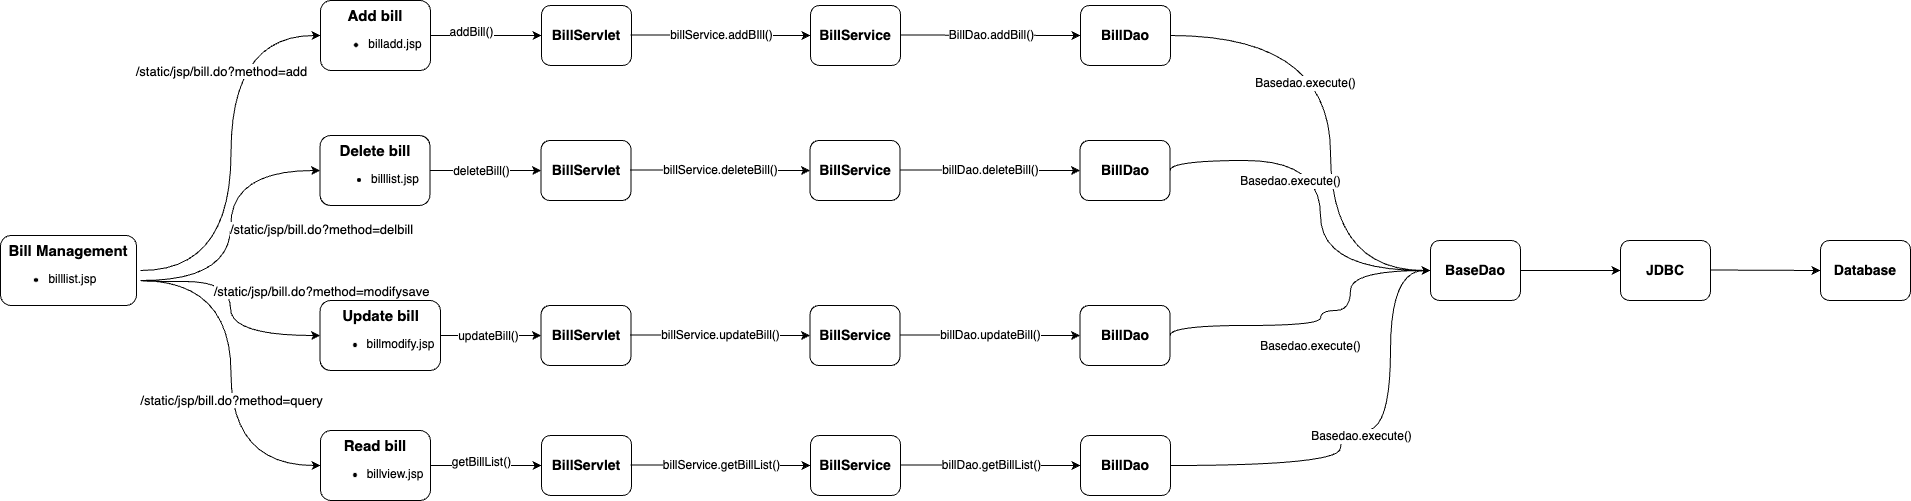 Add bill
• billadd.jsp
addBill()
BillServlet
billService.addBIll()
BillService
BillDao.addBill()
BillDao
/static/jsp/bill.do?method=add
Basedao.execute()
Delete bill
• billlist.jsp
deleteBill()
BillServlet
billService.deleteBill()
BillService
billDao.deleteBill()
BillDao
Basedao.execute()
/static/jsp/bill.do?method=delbill
Bill Management
• billlist.jsp
BaseDao
JDBC
Database
/static/jsp/bill.do?method=modifysave
Update bill
• billmodify.jsp
updateBill()
BillServlet
billService.updateBill()
BillService
billDao.updateBill()
BillDao
Basedao.execute()
/static/jsp/bill.do?method=query
Read bill
• billview.jsp
getBillList()
BillServlet
billService.getBillList()
BillService
billDao.getBillList()
BillDao
Basedao.execute()